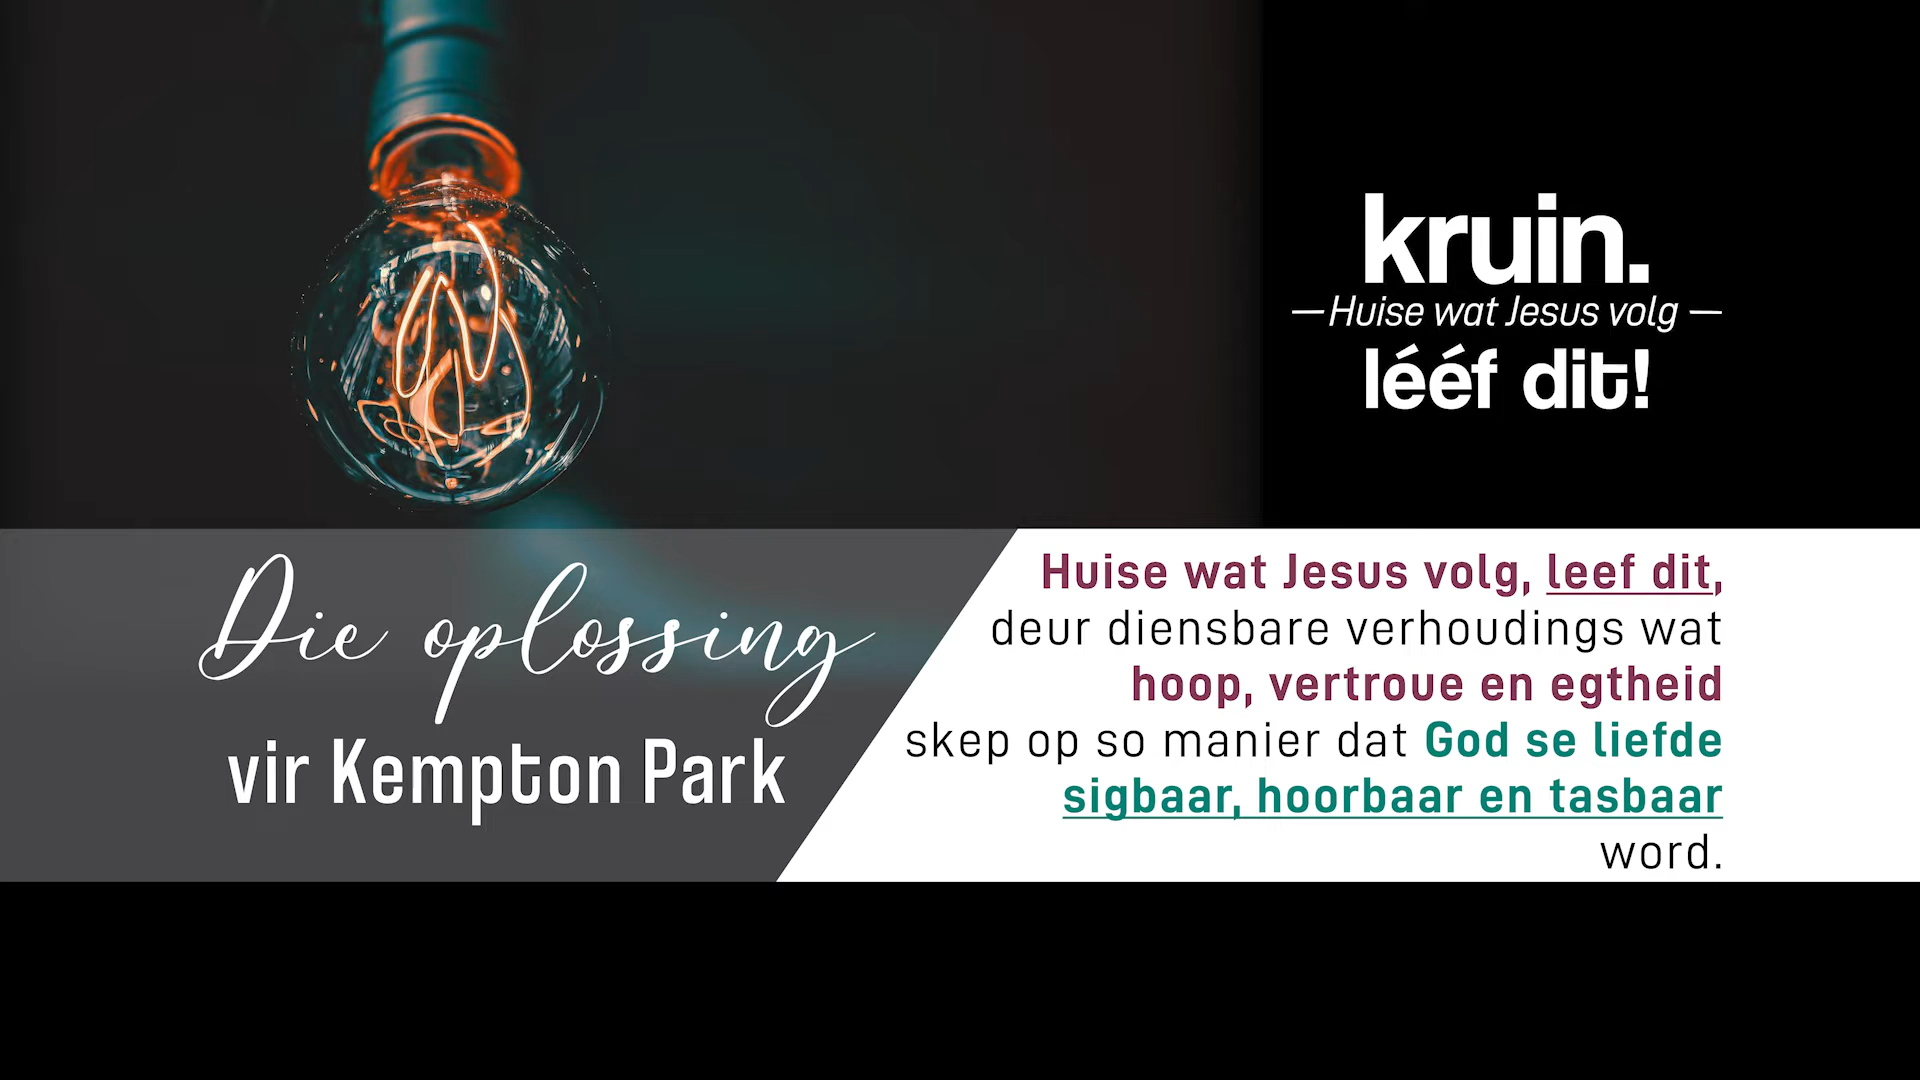 kruin.
Huise wat Jesus volg
lééf dit!
Die oplossing
vir Kempton Park
Huise wat Jesus volg, leef dit,
deur diensbare verhoudings wat
hoop, vertroue en egtheid
skep op so manier dat God se liefde
sigbaar, hoorbaar en tasbaar
word.